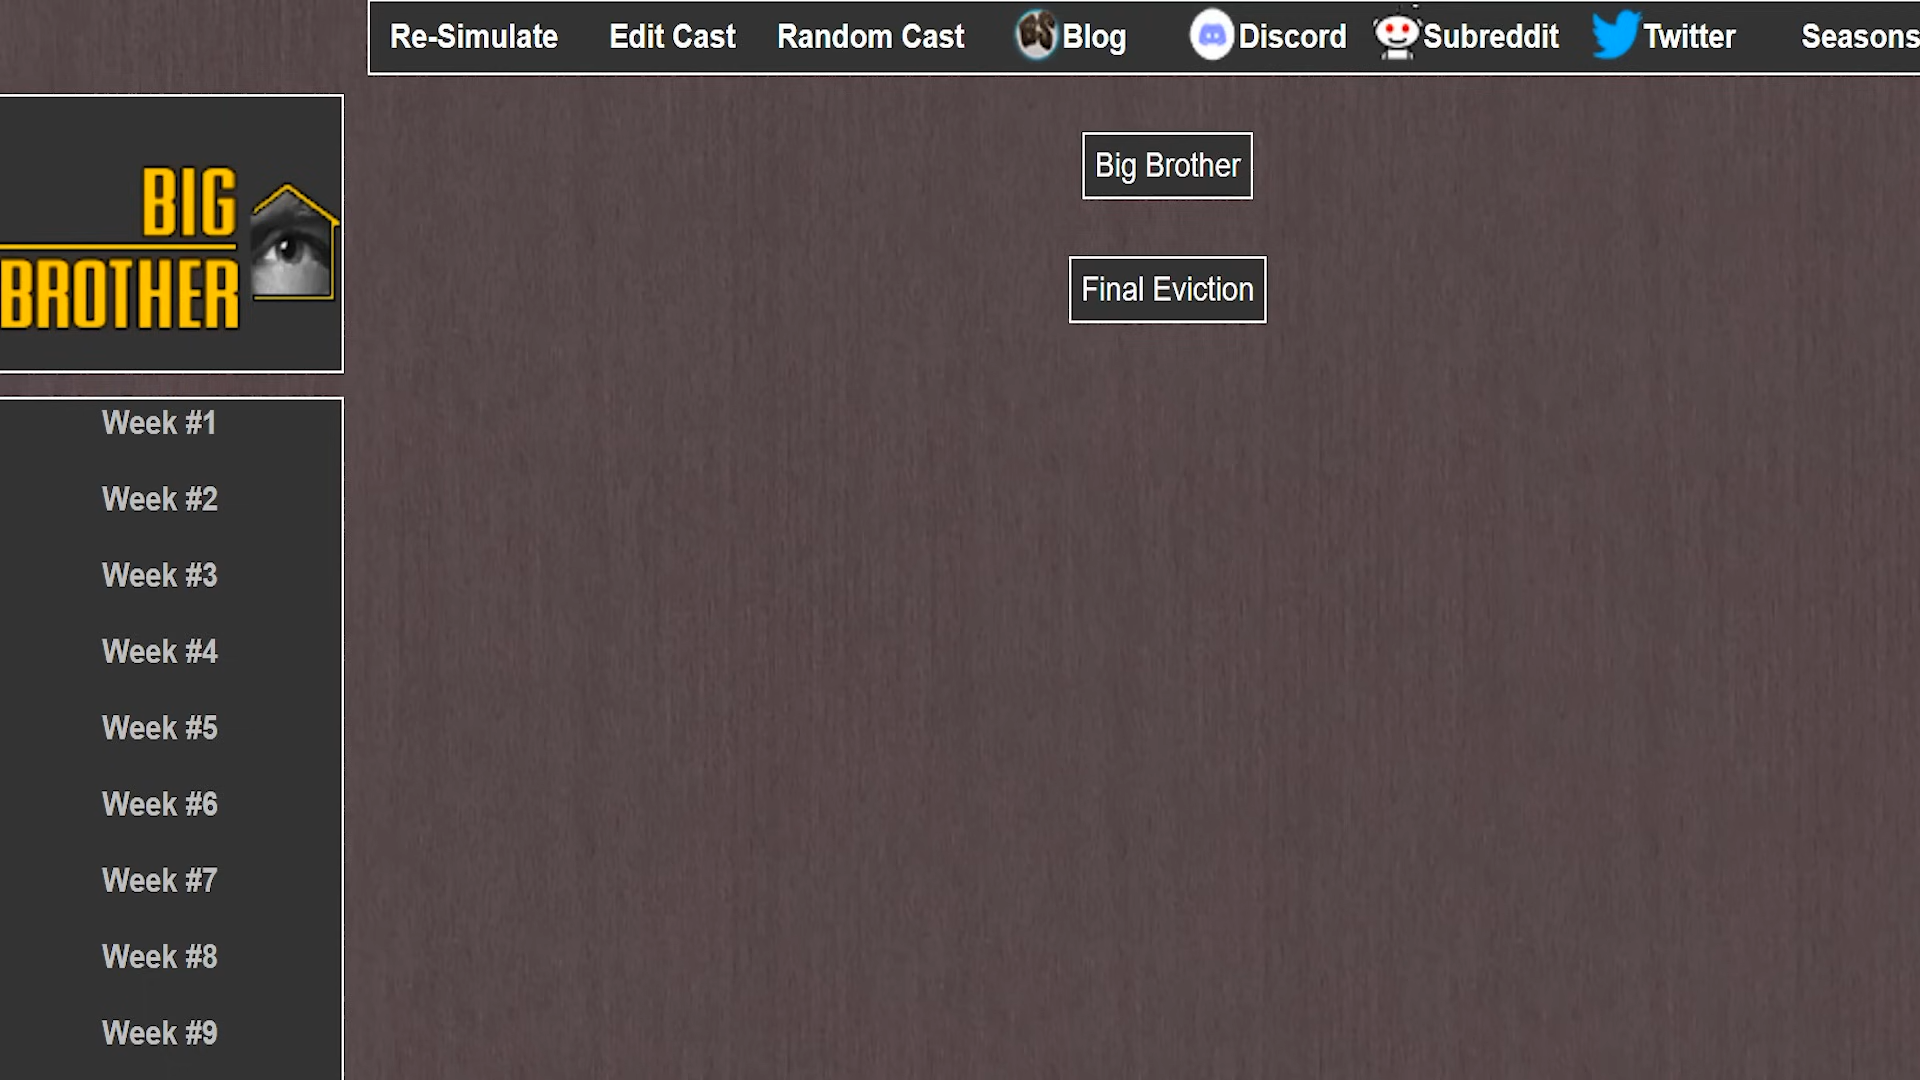 Re-Simulate Edit Cast Random Cast Blog Discord Subreddit Twitter Seasons
BIG
BROTHER
Big Brother
Final Eviction
Week #1
Week #2
Week #3
Week #4
Week #5
Week #6
Week #7
Week #8
Week #9